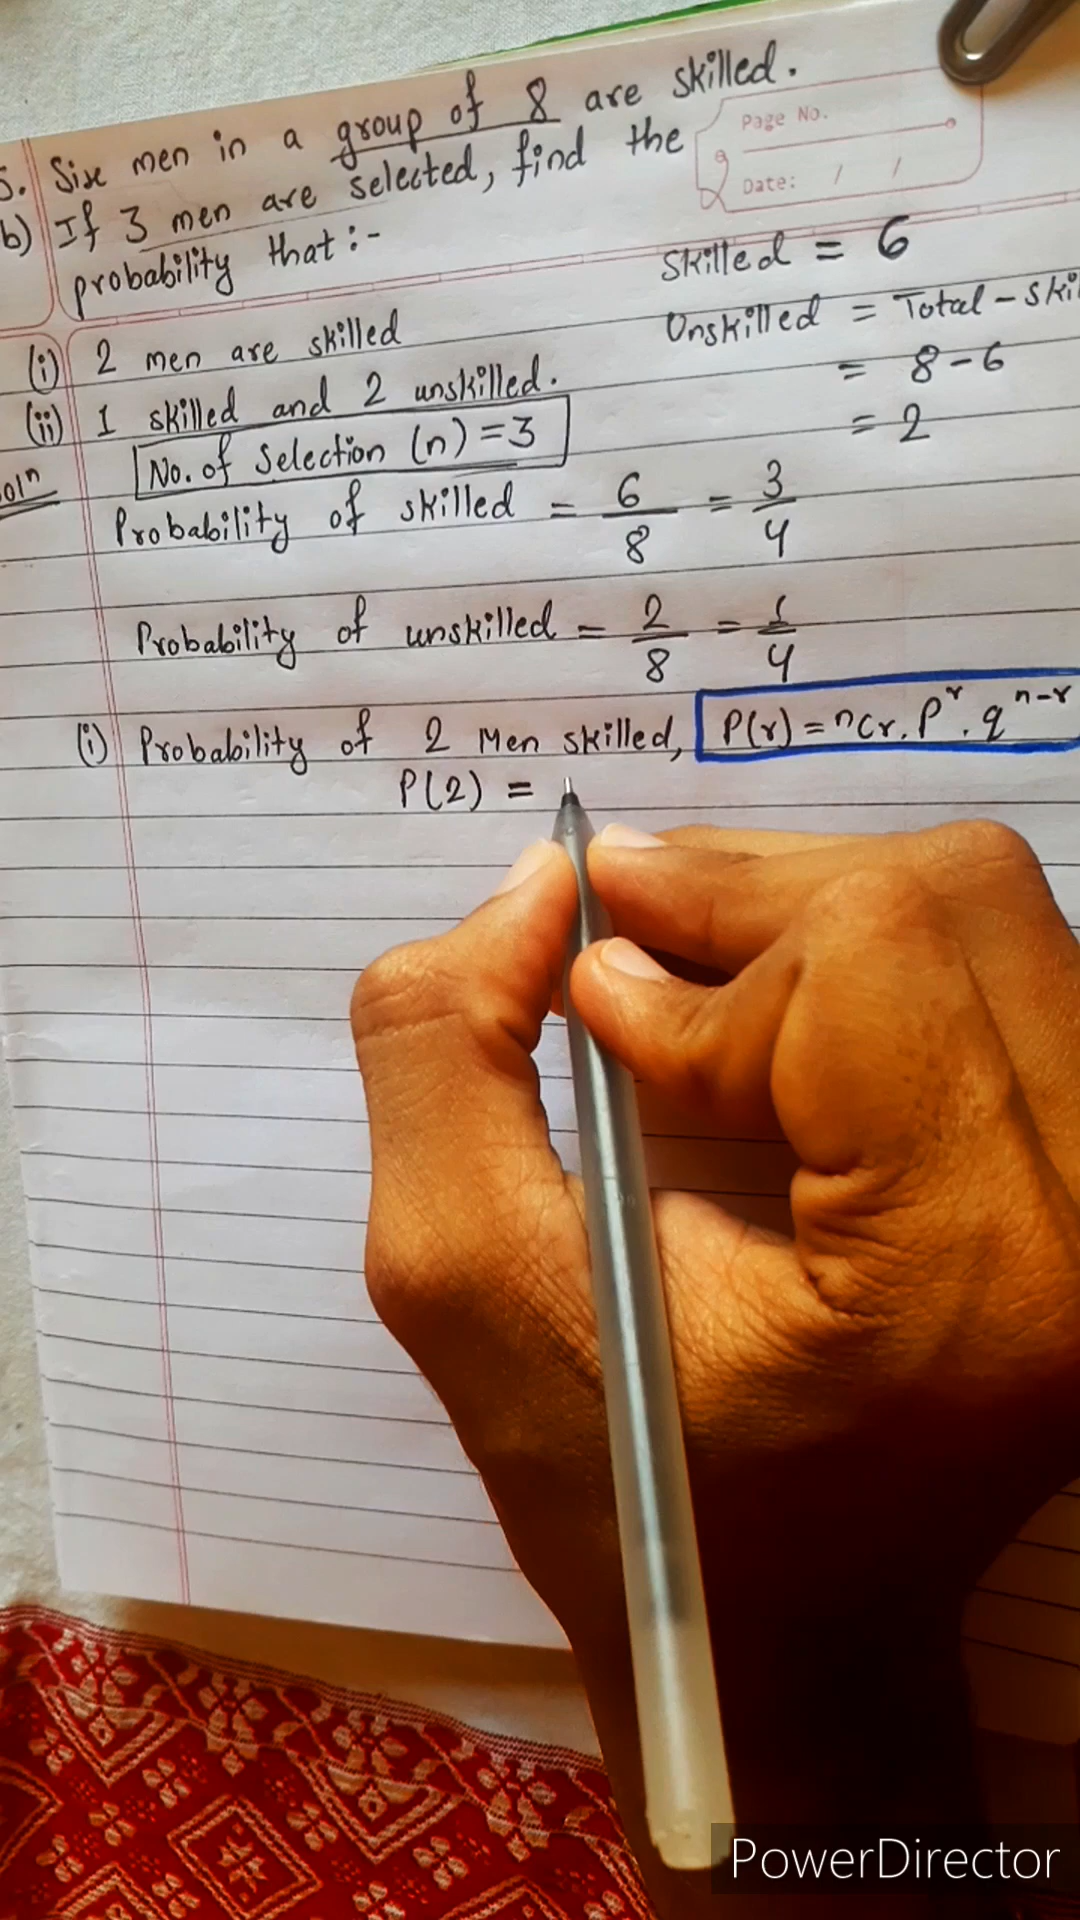 5. Six men in a group of 8 are skilled.
b) If 3 men are selected, find the
probability that :-
Page No.
Date: / /
(i) 2 men are skilled
(ii) 1 skilled and 2 unskilled.
Skilled = 6
Unskilled = Total - Skil
= 8 - 6
= 2
No. of Selection (n) = 3
soln
Probability of skilled = 6/8 = 3/4
Probability of unskilled = 2/8 = 1/4
(i) Probability of 2 Men skilled, P(r) = nCr . P^r . q^n-r
P(2) =
PowerDirector